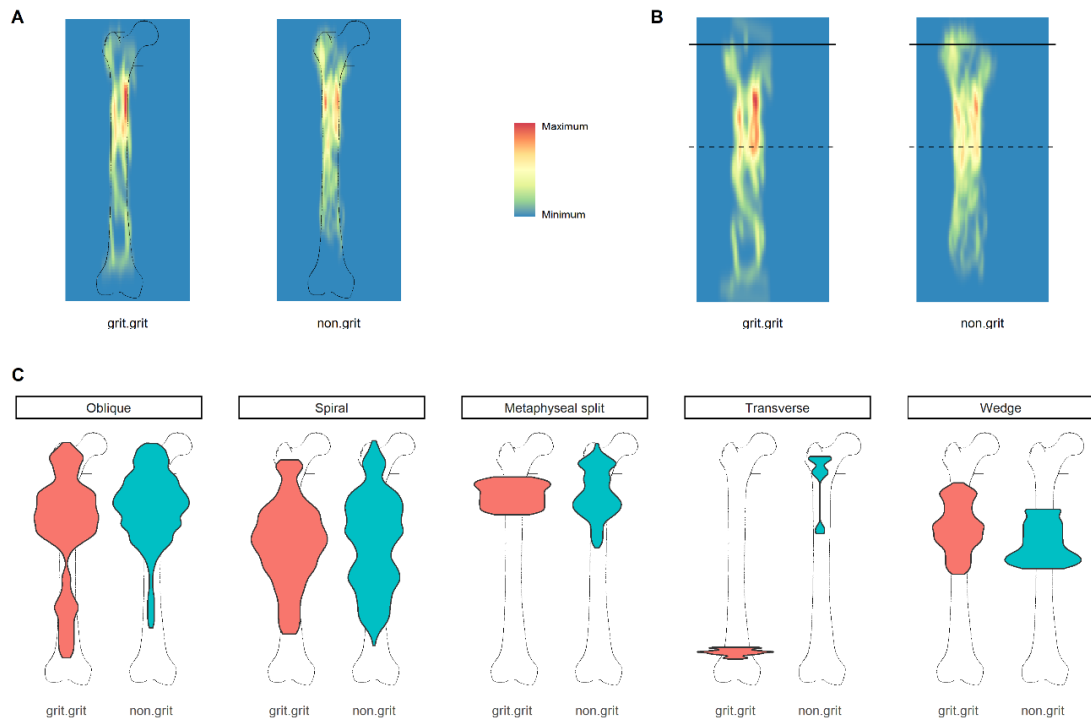 A
B
Maximum
Minimum
grit.grit
non.grit
grit.grit
non.grit
C
Oblique
Spiral
Metaphyseal split
Transverse
Wedge
grit.grit
non.grit
grit.grit
non.grit
grit.grit
non.grit
grit.grit
non.grit
grit.grit
non.grit